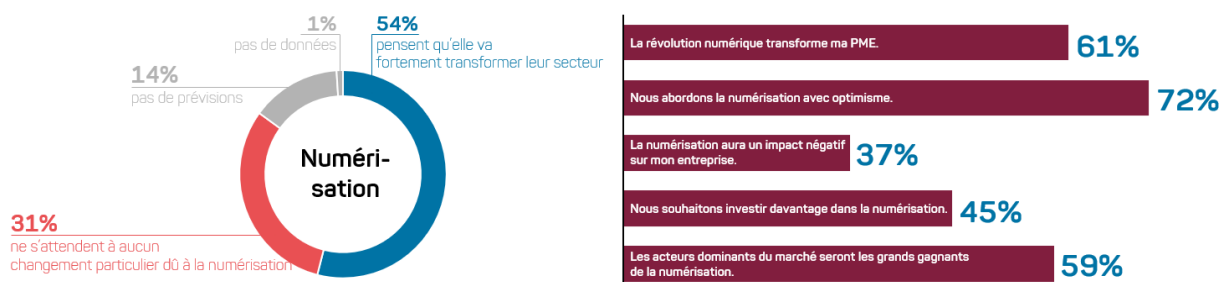 1%
pas de données
54%
pensent qu'elle va
fortement transformer leur secteur
14%
pas de prévisions
Numéri-
sation
31%
ne s'attendent à aucun
changement particulier dû à la numérisation
La révolution numérique transforme ma PME.
61%
Nous abordons la numérisation avec optimisme.
72%
La numérisation aura un impact négatif
sur mon entreprise.
37%
Nous souhaitons investir davantage dans la numérisation.
45%
Les acteurs dominants du marché seront les grands gagnants
de la numérisation.
59%